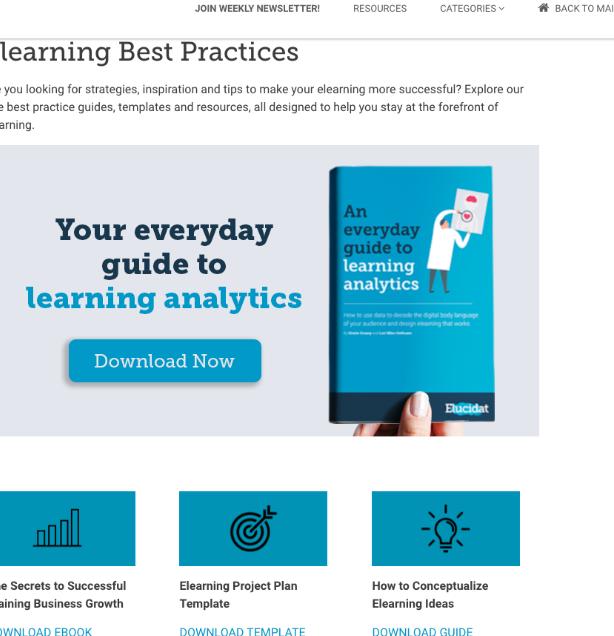 JOIN WEEKLY NEWSLETTER! RESOURCES CATEGORIES BACK TO MAI
learning Best Practices
you looking for strategies, inspiration and tips to make your elearning more successful? Explore our
e best practice guides, templates and resources, all designed to help you stay at the forefront of
arning.
Your everyday
guide to
learning analytics
Download Now
An
everyday
guide to
learning
analytics
How to use data to decode the digital body language
of your audience and design elearning that works
Elucidat
e Secrets to Successful
aining Business Growth
OWNLOAD EBOOK
Elearning Project Plan
Template
DOWNLOAD TEMPLATE
How to Conceptualize
Elearning Ideas
DOWNLOAD GUIDE